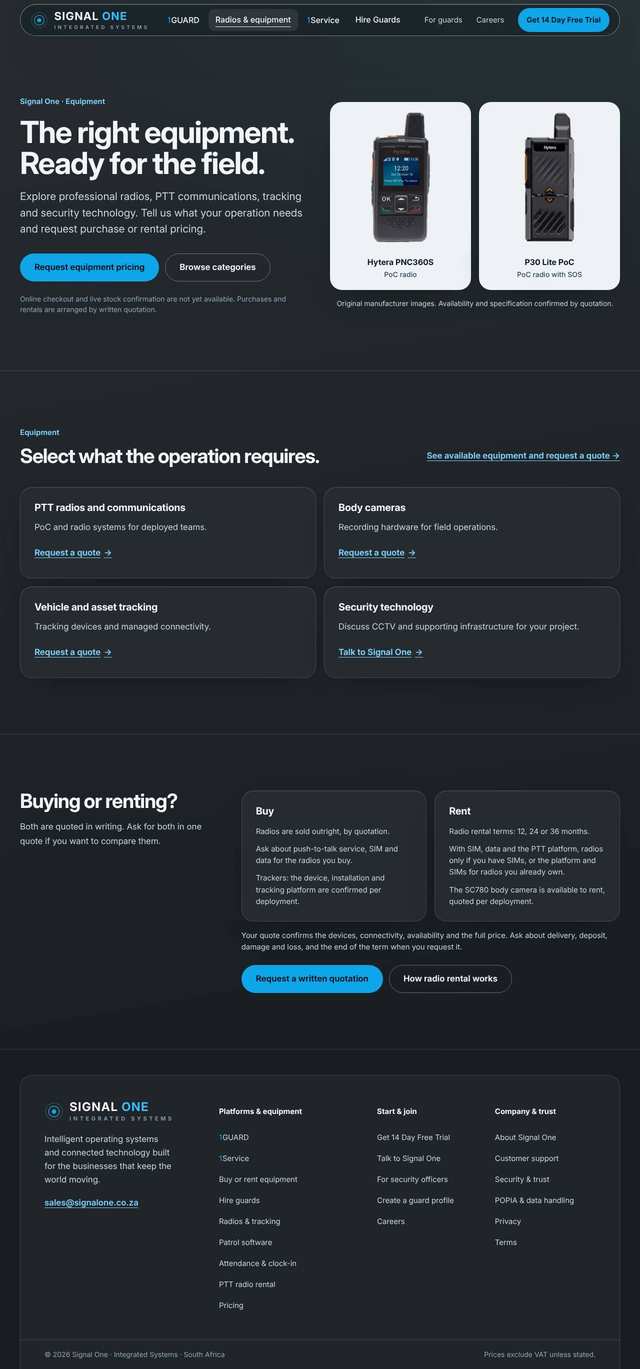 SIGNAL ONE
INTEGRATED SYSTEMS
1GUARD
Radios & equipment
1Service
Hire Guards
For guards
Careers
Get 14 Day Free Trial
Signal One · Equipment
The right equipment.
Ready for the field.
Explore professional radios, PTT communications, tracking
and security technology. Tell us what your operation needs
and request purchase or rental pricing.
Request equipment pricing
Browse categories
Online checkout and live stock confirmation are not yet available. Purchases and
rentals are arranged by written quotation.
12:20
OK
Hytera PNC360S
PoC radio
Hytera
P30 Lite PoC
PoC radio with SOS
Original manufacturer images. Availability and specification confirmed by quotation.
Equipment
Select what the operation requires.
See available equipment and request a quote →
PTT radios and communications
PoC and radio systems for deployed teams.
Request a quote →
Body cameras
Recording hardware for field operations.
Request a quote →
Vehicle and asset tracking
Tracking devices and managed connectivity.
Request a quote →
Security technology
Discuss CCTV and supporting infrastructure for your project.
Talk to Signal One →
Buying or renting?
Both are quoted in writing. Ask for both in one
quote if you want to compare them.
Buy
Radios are sold outright, by quotation.
Ask about push-to-talk service, SIM and
data for the radios you buy.
Trackers: the device, installation and
tracking platform are confirmed per
deployment.
Rent
Radio rental terms: 12, 24 or 36 months.
With SIM, data and the PTT platform, radios
only if you have SIMs, or the platform and
SIMs for radios you already own.
The SC780 body camera is available to rent,
quoted per deployment.
Your quote confirms the devices, connectivity, availability and the full price. Ask about delivery, deposit,
damage and loss, and the end of the term when you request it.
Request a written quotation
How radio rental works
SIGNAL ONE
INTEGRATED SYSTEMS
Intelligent operating systems
and connected technology built
for the businesses that keep the
world moving.
sales@signalone.co.za
Platforms & equipment
1GUARD
1Service
Buy or rent equipment
Hire guards
Radios & tracking
Patrol software
Attendance & clock-in
PTT radio rental
Pricing
Start & join
Get 14 Day Free Trial
Talk to Signal One
For security officers
Create a guard profile
Careers
Company & trust
About Signal One
Customer support
Security & trust
POPIA & data handling
Privacy
Terms
© 2026 Signal One · Integrated Systems · South Africa
Prices exclude VAT unless stated.